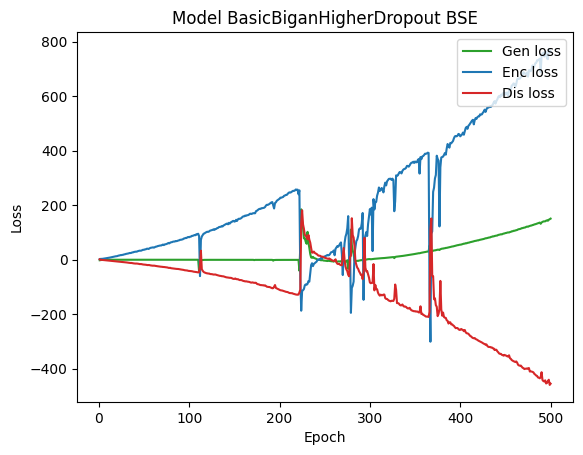 Model BasicBiganHigherDropout BSE
Gen loss
Enc loss
Dis loss
Loss
800
600
400
200
0
−200
−400
0 100 200 300 400 500
Epoch